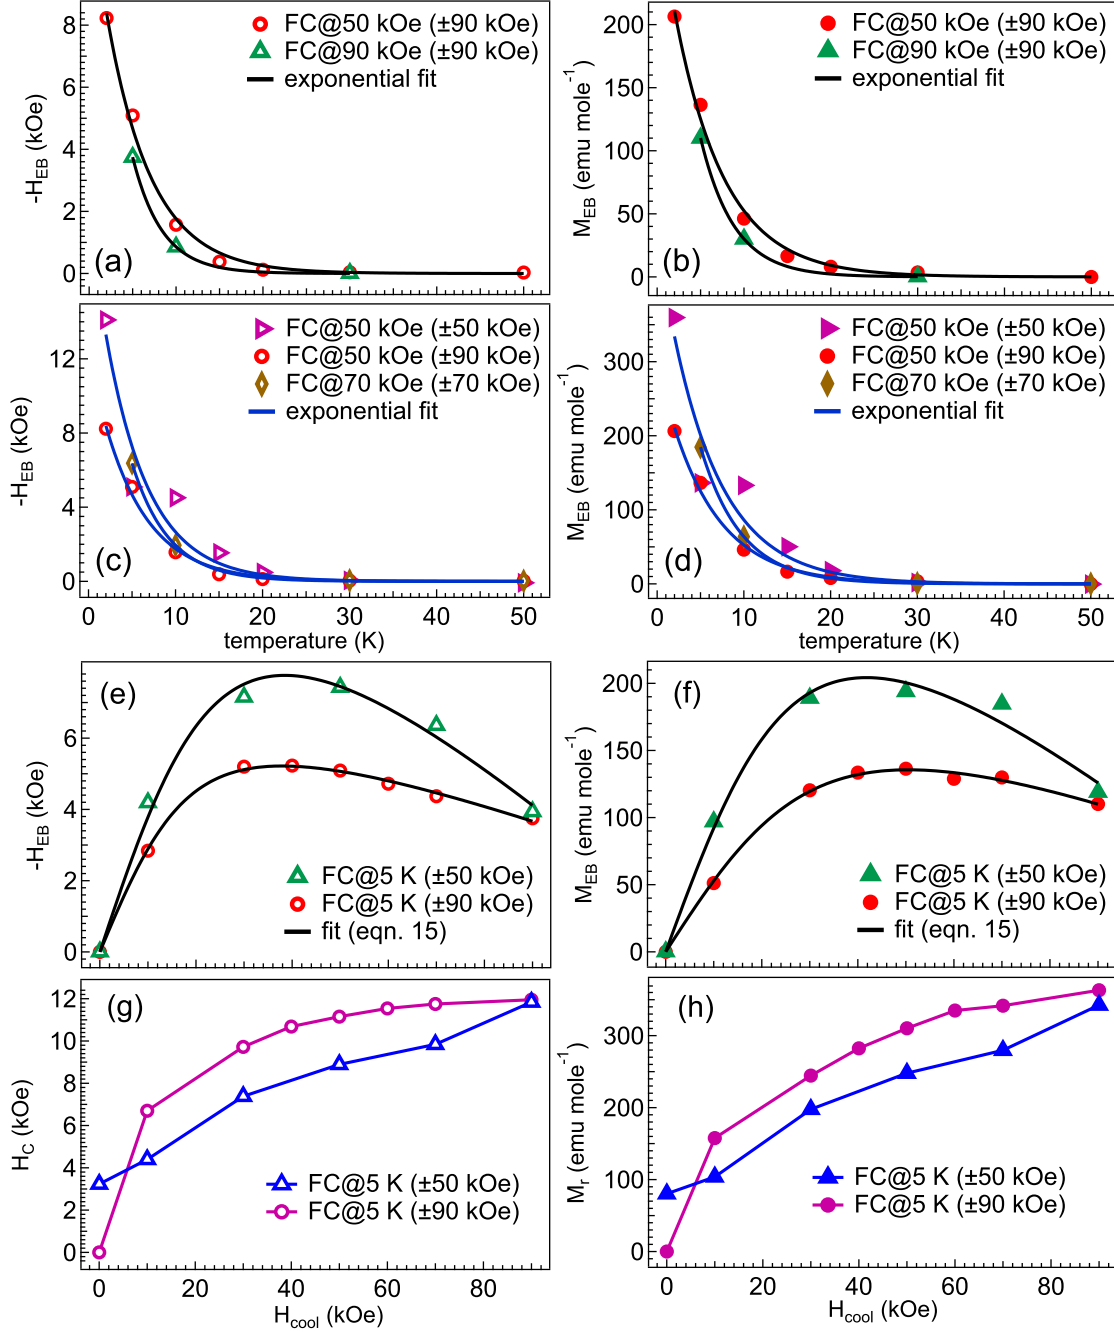 8
6
4
2
0
-H_EB (kOe)
FC@50 kOe (±90 kOe)
FC@90 kOe (±90 kOe)
exponential fit
(a)
200
150
100
50
0
M_EB (emu mole⁻¹)
FC@50 kOe (±90 kOe)
FC@90 kOe (±90 kOe)
exponential fit
(b)
12
8
4
0
-H_EB (kOe)
FC@50 kOe (±50 kOe)
FC@50 kOe (±90 kOe)
FC@70 kOe (±70 kOe)
exponential fit
(c)
0 10 20 30 40 50
temperature (K)
300
200
100
0
M_EB (emu mole⁻¹)
FC@50 kOe (±50 kOe)
FC@50 kOe (±90 kOe)
FC@70 kOe (±70 kOe)
exponential fit
(d)
0 10 20 30 40 50
temperature (K)
(e)
6
4
2
0
-H_EB (kOe)
FC@5 K (±50 kOe)
FC@5 K (±90 kOe)
fit (eqn. 15)
(f)
200
150
100
50
0
M_EB (emu mole⁻¹)
FC@5 K (±50 kOe)
FC@5 K (±90 kOe)
fit (eqn. 15)
(g)
12
10
8
6
4
2
0
H_C (kOe)
FC@5 K (±50 kOe)
FC@5 K (±90 kOe)
0 20 40 60 80
H_cool (kOe)
(h)
300
200
100
0
M_r (emu mole⁻¹)
FC@5 K (±50 kOe)
FC@5 K (±90 kOe)
0 20 40 60 80
H_cool (kOe)